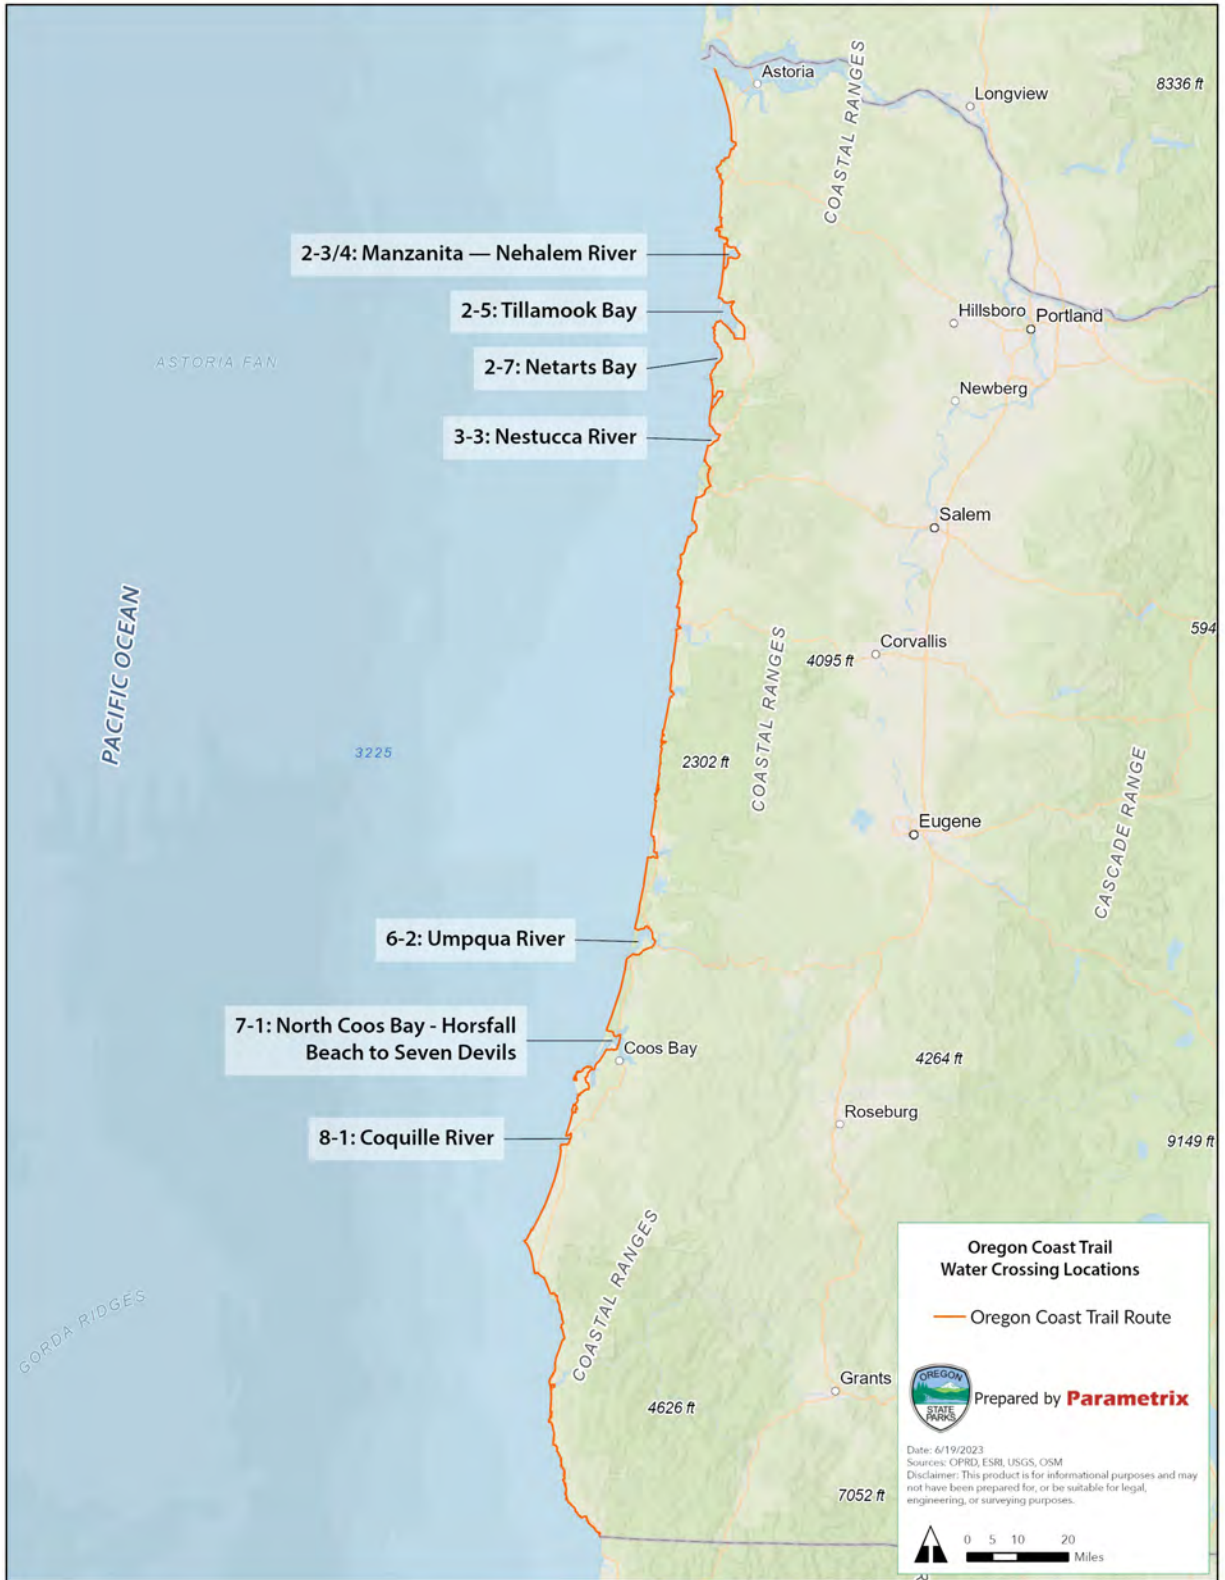 Astoria
Longview
8336 ft
COASTAL RANGES
2-3/4: Manzanita — Nehalem River
2-5: Tillamook Bay
Hillsboro
Portland
ASTORIA FAN
2-7: Netarts Bay
Newberg
3-3: Nestucca River
Salem
PACIFIC OCEAN
594
Corvallis
4095 ft
COASTAL RANGES
3225
2302 ft
Eugene
CASCADE RANGE
6-2: Umpqua River
7-1: North Coos Bay - Horsfall
Beach to Seven Devils
Coos Bay
4264 ft
Roseburg
8-1: Coquille River
9149 ft
COASTAL RANGES
GORDA RIDGES
Grants
4626 ft
7052 ft
Oregon Coast Trail
Water Crossing Locations
Oregon Coast Trail Route
OREGON
STATE
PARKS
Prepared by Parametrix
Date: 6/19/2023
Sources: OPRD, ESRI, USGS, OSM
Disclaimer: This product is for informational purposes and may
not have been prepared for, or be suitable for legal,
engineering, or surveying purposes.
0 5 10 20
Miles